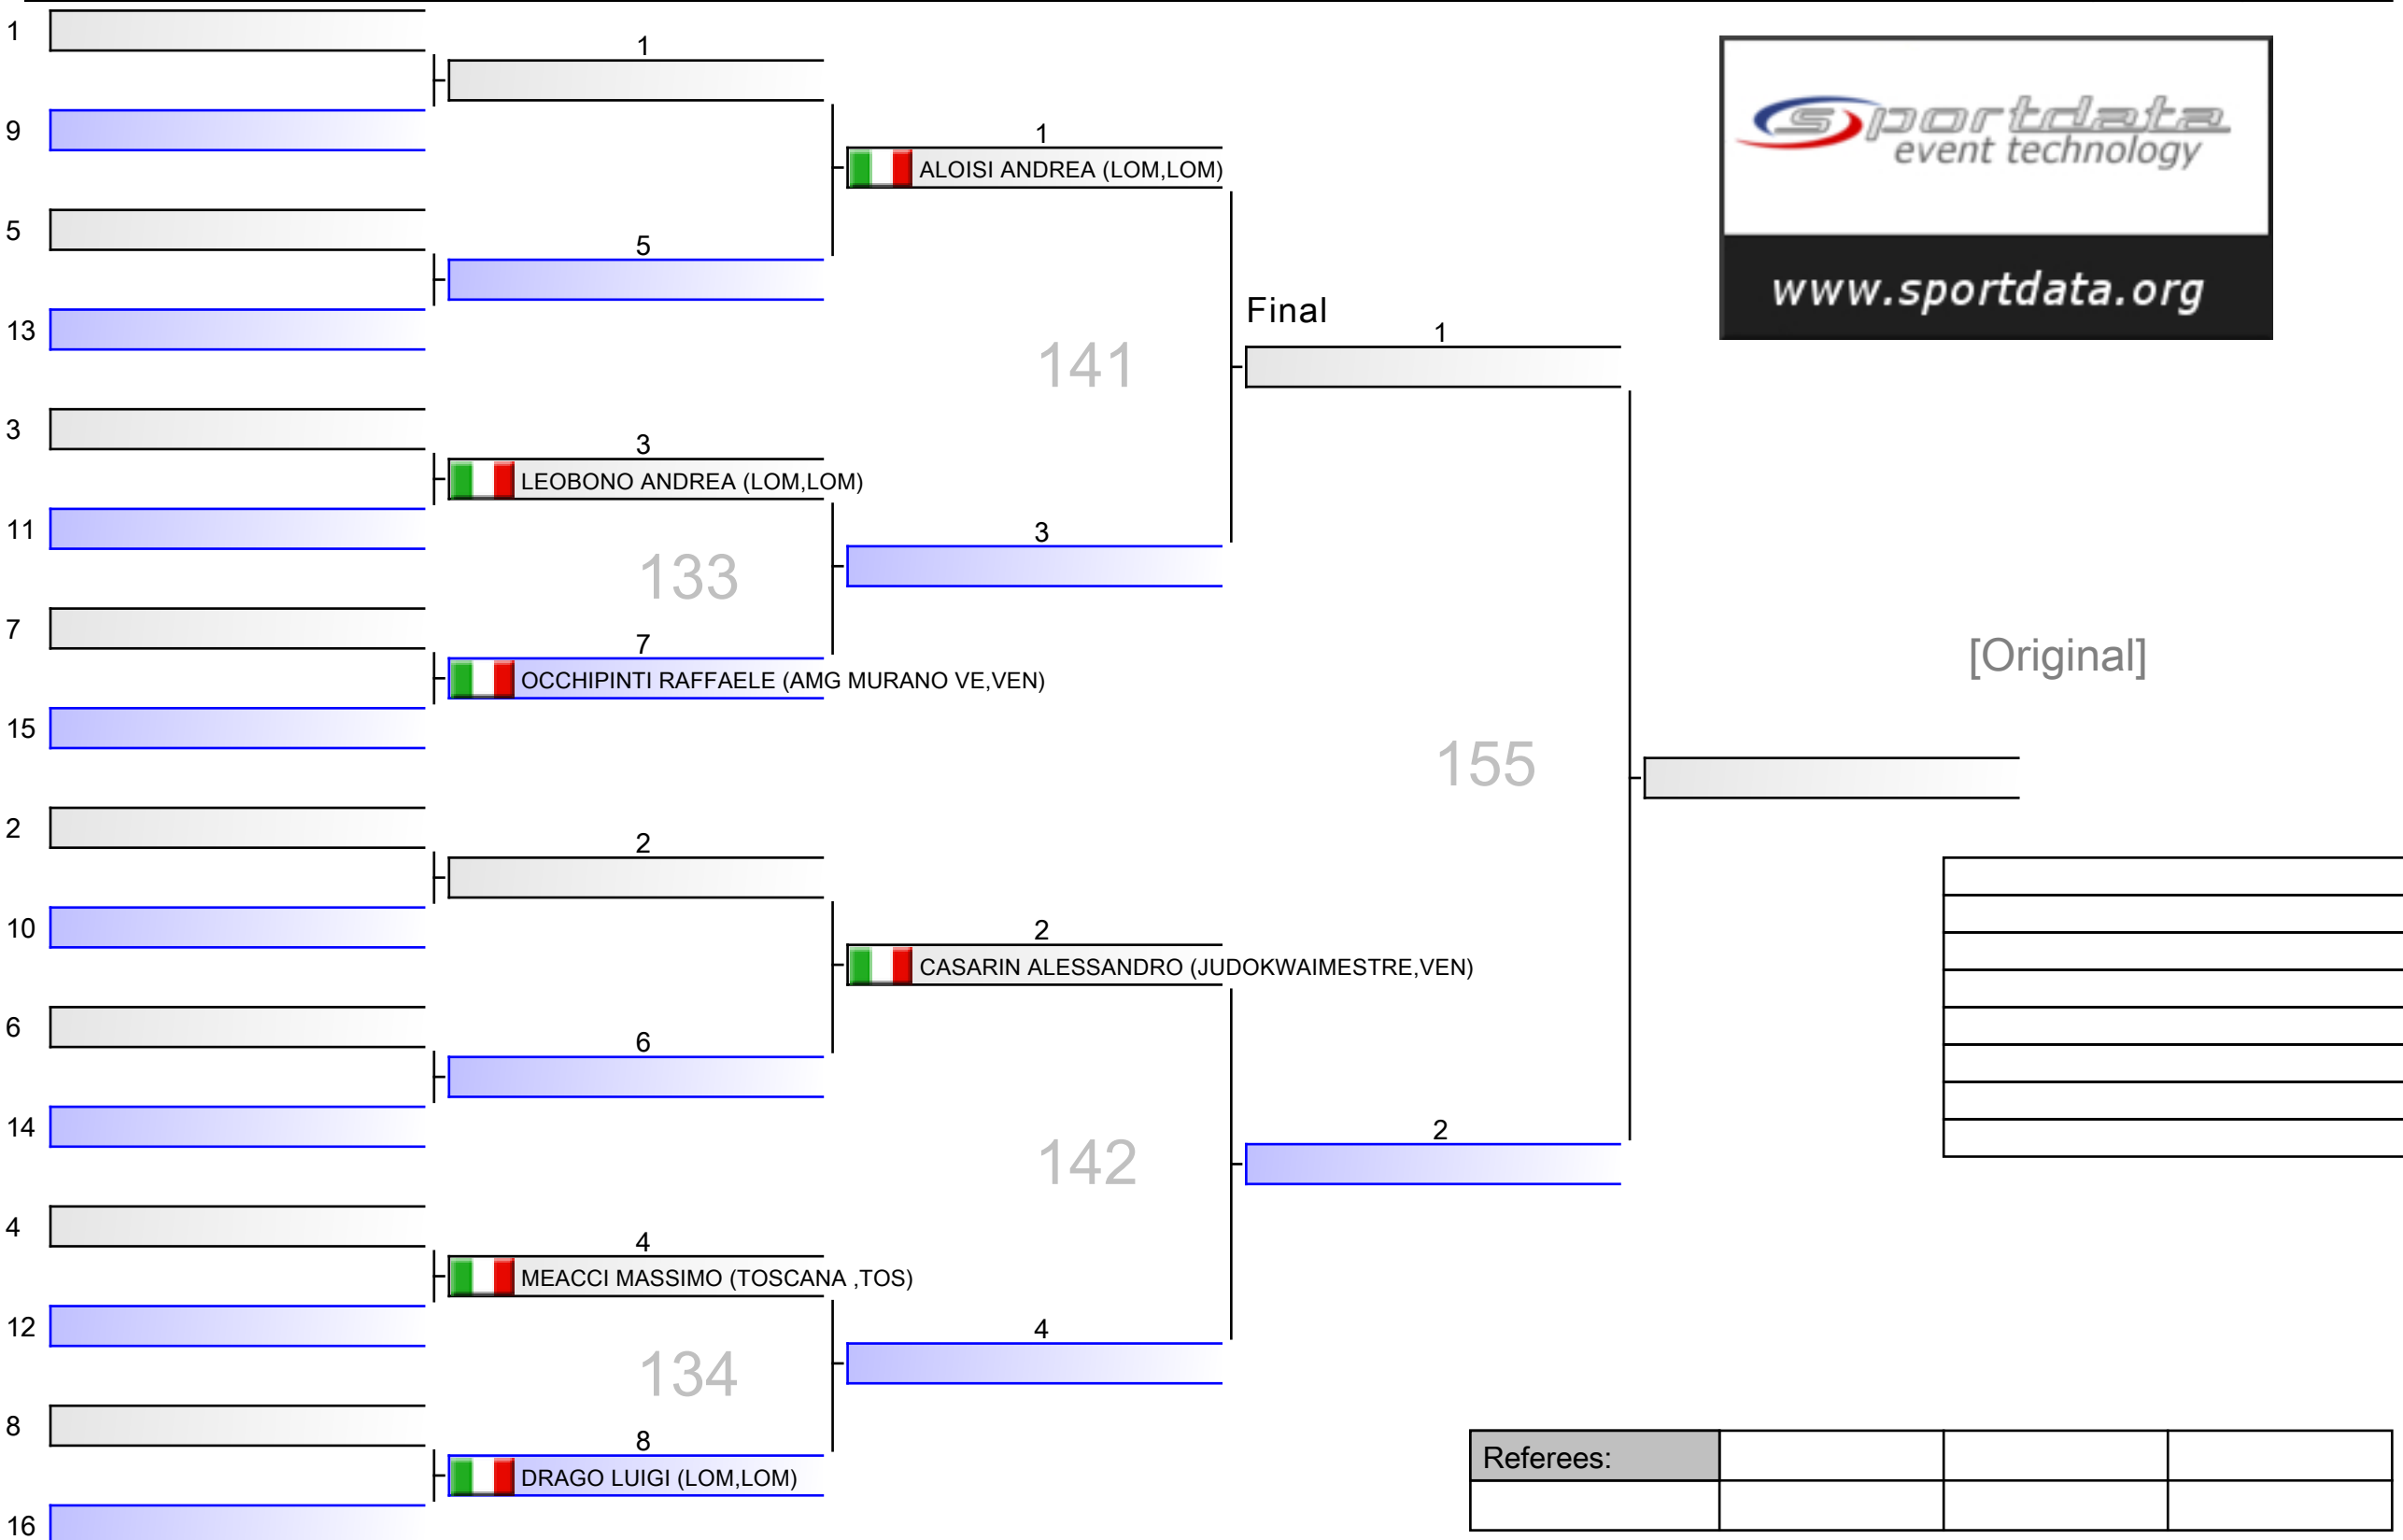 1
1
9
1
ALOISI ANDREA (LOM,LOM)
5
5
13
sportdata
event technology
www.sportdata.org
141
Final
1
3
3
LEOBONO ANDREA (LOM,LOM)
11
133
3
7
7
OCCHIPINTI RAFFAELE (AMG MURANO VE,VEN)
15
[Original]
155
2
2
10
2
CASARIN ALESSANDRO (JUDOKWAIMESTRE,VEN)
6
6
14
142
2
4
4
MEACCI MASSIMO (TOSCANA ,TOS)
12
134
4
8
8
DRAGO LUIGI (LOM,LOM)
16
Referees: